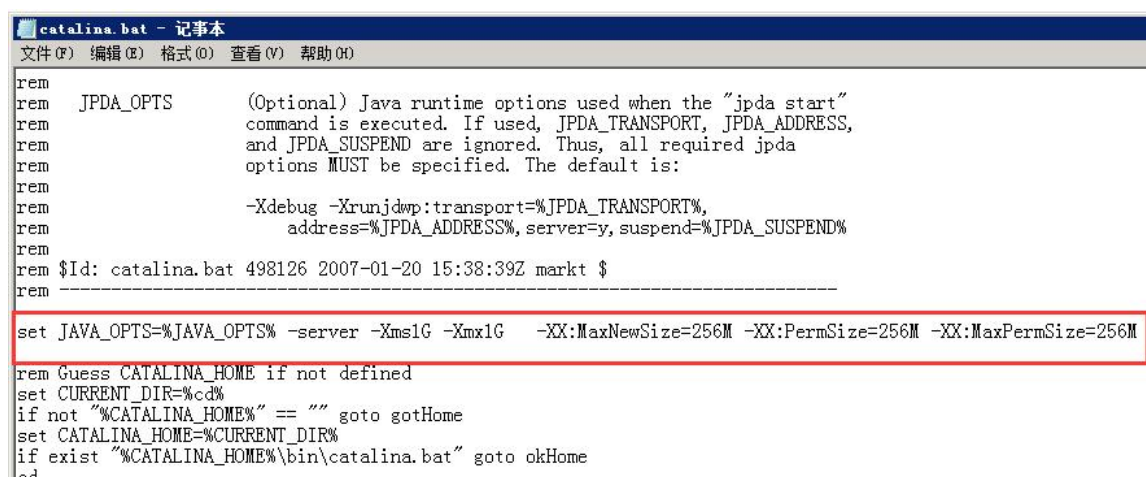 catalina.bat - 记事本
文件(F) 编辑(E) 格式(O) 查看(V) 帮助(H)
rem
rem JPDA_OPTS (Optional) Java runtime options used when the "jpda start"
rem command is executed. If used, JPDA_TRANSPORT, JPDA_ADDRESS,
rem and JPDA_SUSPEND are ignored. Thus, all required jpda
rem options MUST be specified. The default is:
rem
rem -Xdebug -Xrunjdwp:transport=%JPDA_TRANSPORT%,
rem address=%JPDA_ADDRESS%,server=y,suspend=%JPDA_SUSPEND%
rem
rem $Id: catalina.bat 498126 2007-01-20 15:38:39Z markt $
rem ---------------------------------------------------------------------------
set JAVA_OPTS=%JAVA_OPTS% -server -Xms1G -Xmx1G -XX:MaxNewSize=256M -XX:PermSize=256M -XX:MaxPermSize=256M
rem Guess CATALINA_HOME if not defined
set CURRENT_DIR=%cd%
if not "%CATALINA_HOME%" == "" goto gotHome
set CATALINA_HOME=%CURRENT_DIR%
if exist "%CATALINA_HOME%\bin\catalina.bat" goto okHome